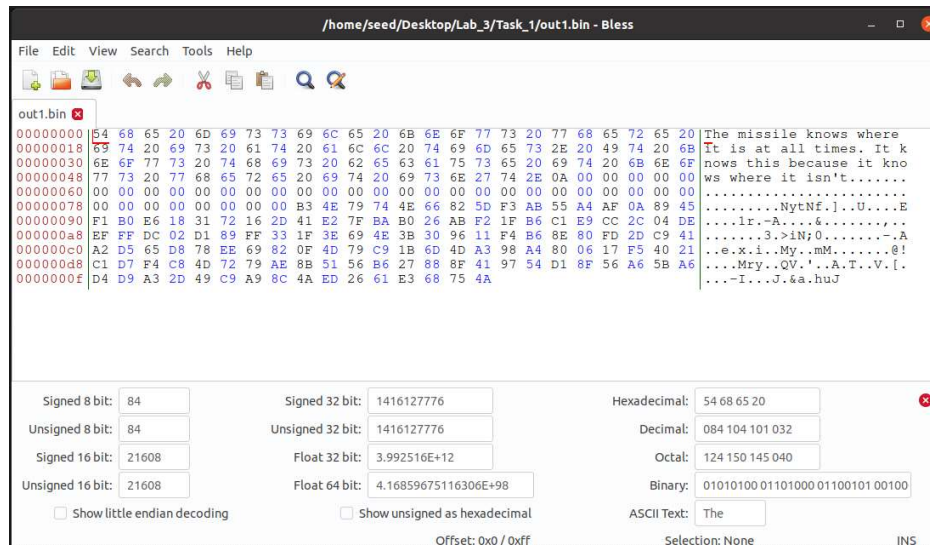 /home/seed/Desktop/Lab_3/Task_1/out1.bin - Bless
File Edit View Search Tools Help
out1.bin
00000000 54 68 65 20 6D 69 73 73 69 6C 65 20 6B 6E 6F 77 73 20 77 68 65 72 65 20 The missile knows where
00000018 69 74 20 69 73 20 61 74 20 61 6C 6C 20 74 69 6D 65 73 2E 20 49 74 20 6B it is at all times. It k
00000030 6E 6F 77 73 20 74 68 69 73 20 62 65 63 61 75 73 65 20 69 74 20 6B 6E 6F nows this because it kno
00000048 77 73 20 77 68 65 72 65 20 69 74 20 69 73 6E 27 74 2E 0A 00 00 00 00 00 ws where it isn't.......
00000060 00 00 00 00 00 00 00 00 00 00 00 00 00 00 00 00 00 00 00 00 00 00 00 00 ........................
00000078 00 00 00 00 00 00 00 00 B3 4E 79 74 4E 66 82 5D F3 AB 55 A4 AF 0A 89 45 .........NytNf.]..U....E
00000090 F1 B0 E6 18 31 72 16 2D 41 E2 7F BA B0 26 AB F2 1F B6 C1 E9 CC 2C 04 DE ....1r.-A....&.......,..
000000a8 EF FF DC 02 D1 89 FF 33 1F 3E 69 4E 3B 30 96 11 F4 B6 8E 80 FD 2D C9 41 .......3.>iN;0.......-.A
000000c0 A2 D5 65 D8 78 EE 69 82 0F 4D 79 C9 1B 6D 4D A3 98 A4 80 06 17 F5 40 21 ..e.x.i..My..mM.......@!
000000d8 C1 D7 F4 C8 4D 72 79 AE 8B 51 56 B6 27 88 8F 41 97 54 D1 8F 56 A6 5B A6 ....Mry..QV.'..A.T..V.[.
0000000f D4 D9 A3 2D 49 C9 A9 8C 4A ED 26 61 E3 68 75 4A ...-I...J.&a.huJ
Signed 8 bit: 84 Signed 32 bit: 1416127776 Hexadecimal: 54 68 65 20
Unsigned 8 bit: 84 Unsigned 32 bit: 1416127776 Decimal: 084 104 101 032
Signed 16 bit: 21608 Float 32 bit: 3.992516E+12 Octal: 124 150 145 040
Unsigned 16 bit: 21608 Float 64 bit: 4.16859675116306E+98 Binary: 01010100 01101000 01100101 00100
Show little endian decoding Show unsigned as hexadecimal ASCII Text: The
Offset: 0x0 / 0xff Selection: None INS